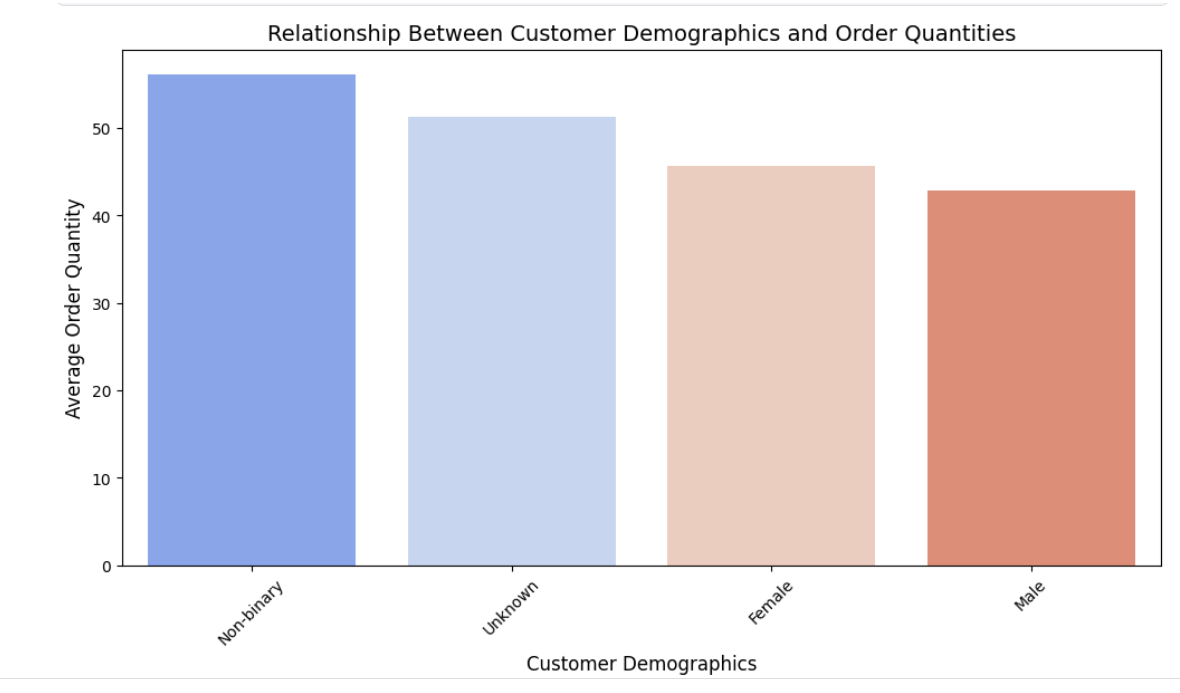 Relationship Between Customer Demographics and Order Quantities
Average Order Quantity
50
40
30
20
10
0
Non-binary
Unknown
Female
Male
Customer Demographics